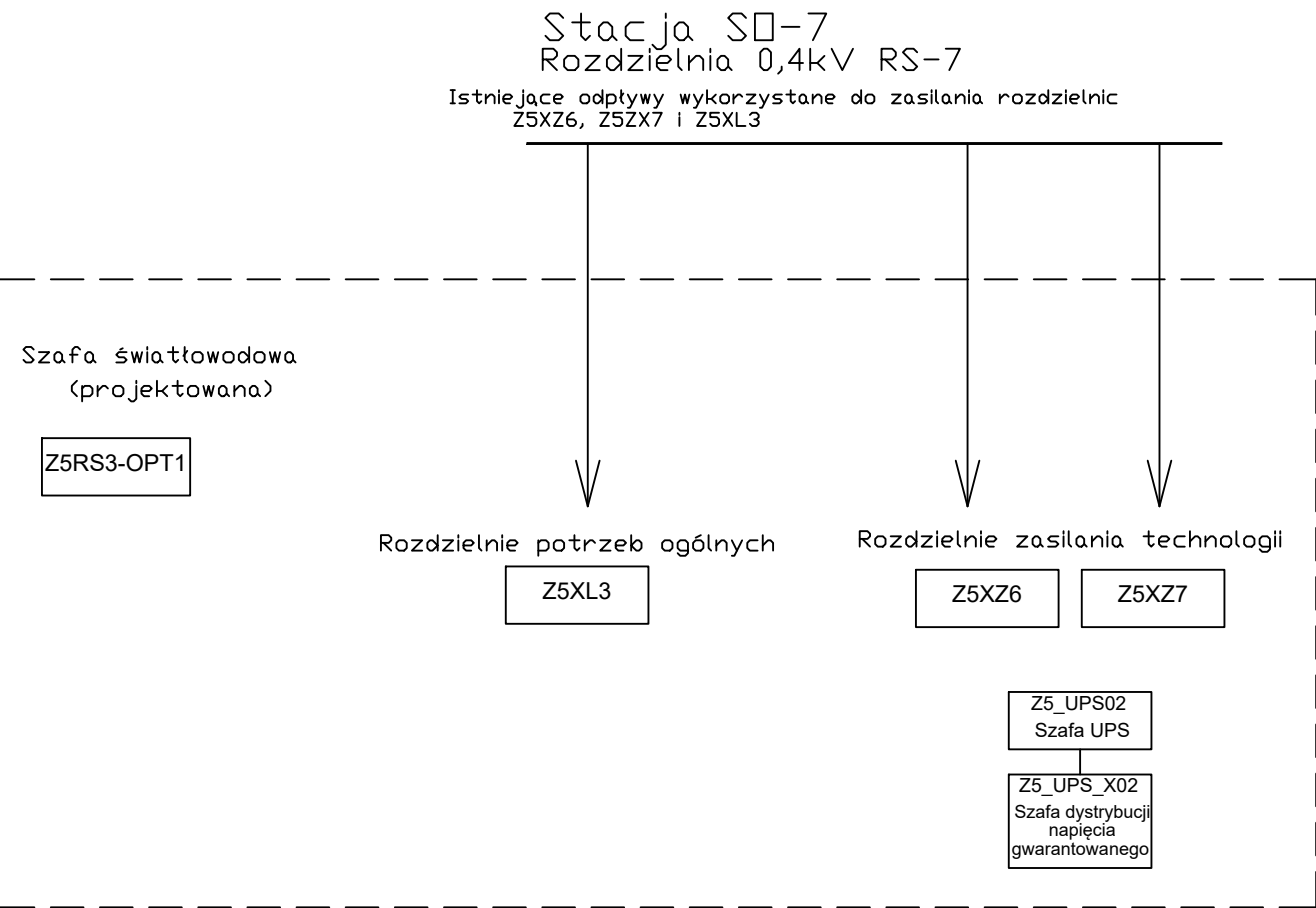 Stacja SO-7
Rozdzielnia 0,4kV RS-7
Istniejące odpływy wykorzystane do zasilania rozdzielnic
Z5XZ6, Z5ZX7 i Z5XL3
Szafa światłowodowa
(projektowana)
Z5RS3-OPT1
Rozdzielnie potrzeb ogólnych
Z5XL3
Rozdzielnie zasilania technologii
Z5XZ6
Z5XZ7
Z5_UPS02
Szafa UPS
Z5_UPS_X02
Szafa dystrybucji
napięcia
gwarantowanego